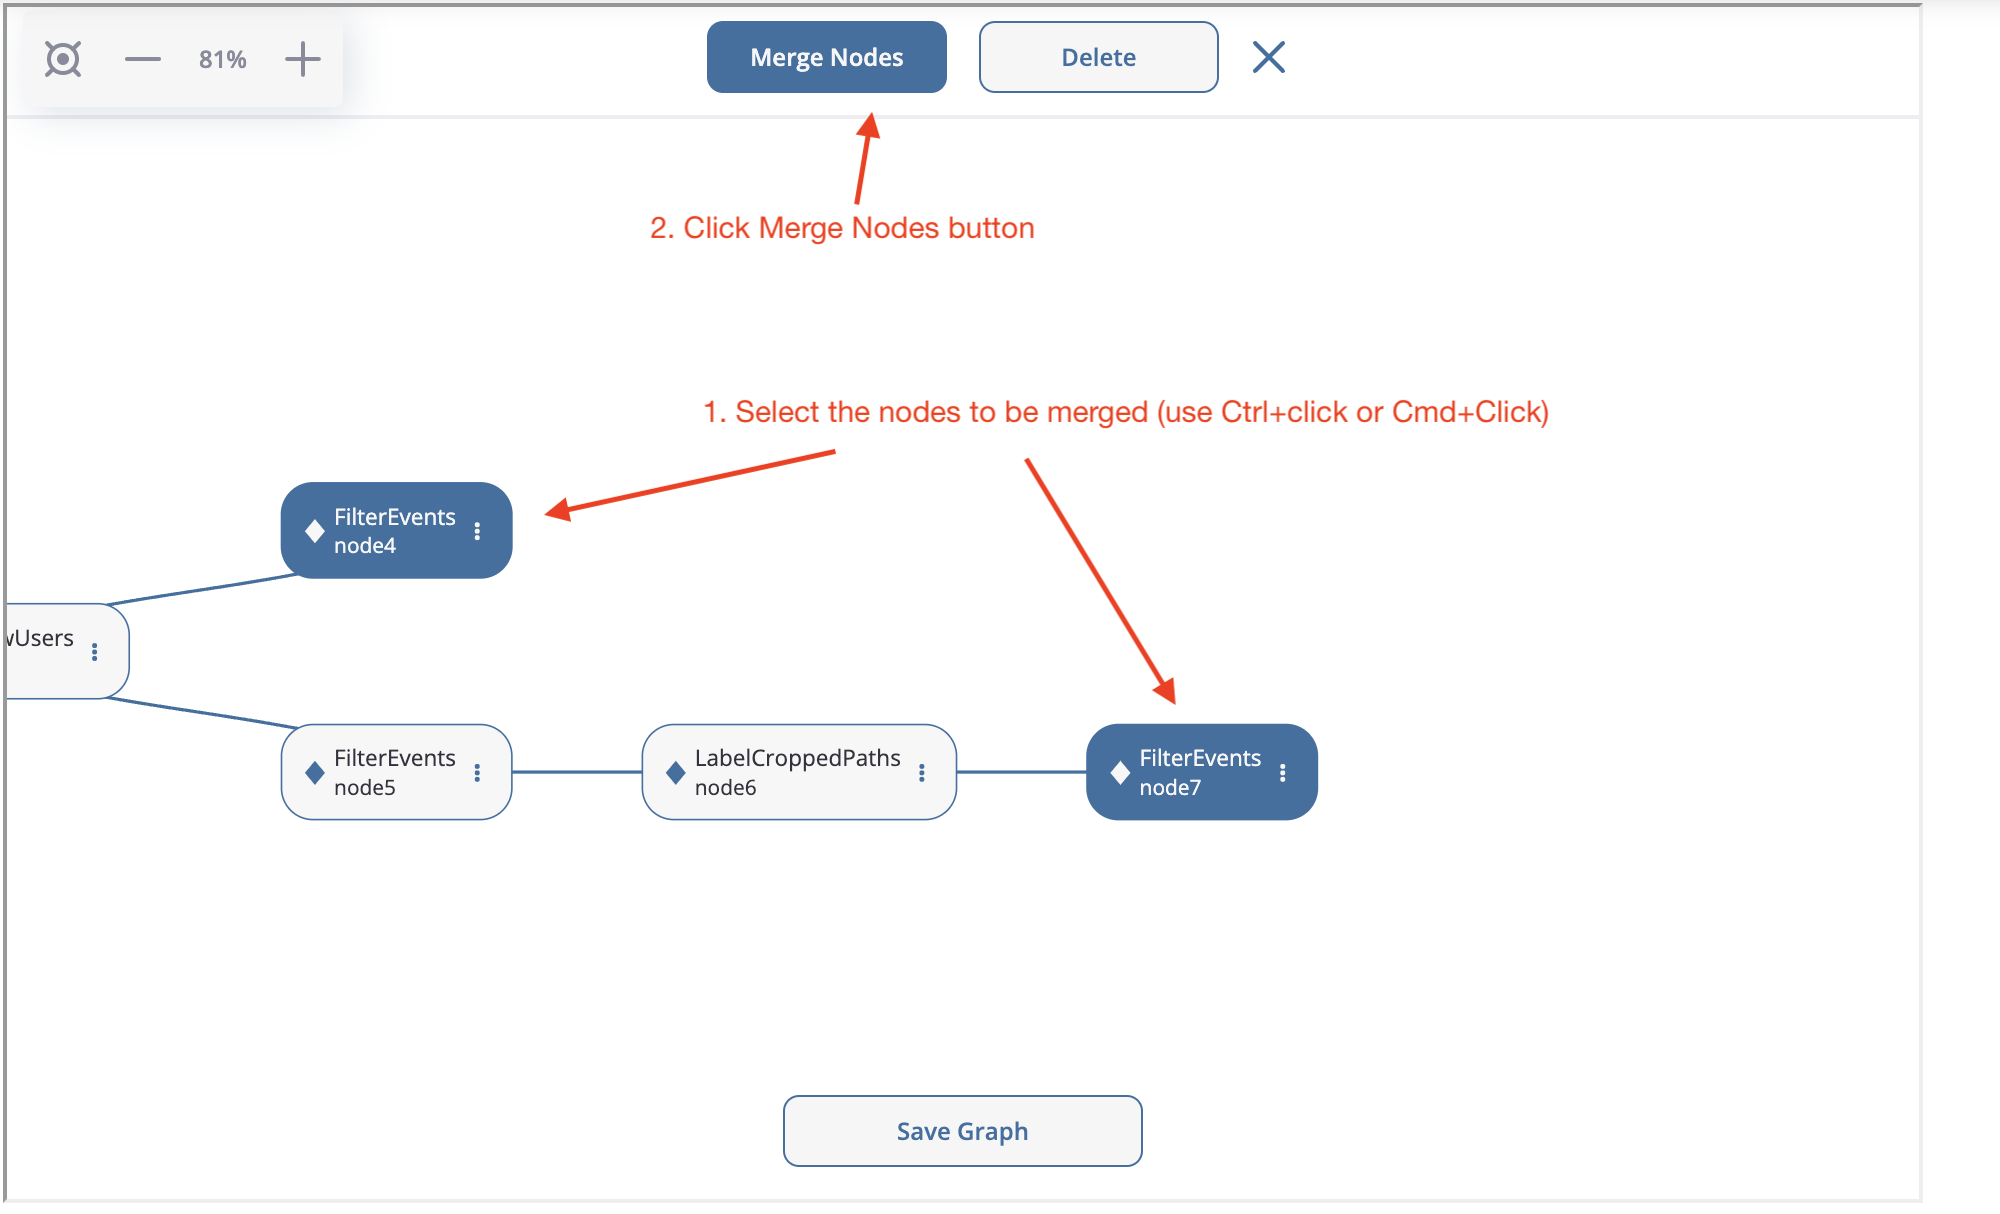 81%
Merge Nodes
Delete
2. Click Merge Nodes button
1. Select the nodes to be merged (use Ctrl+click or Cmd+Click)
FilterEvents
node4
wUsers
FilterEvents
node5
LabelCroppedPaths
node6
FilterEvents
node7
Save Graph